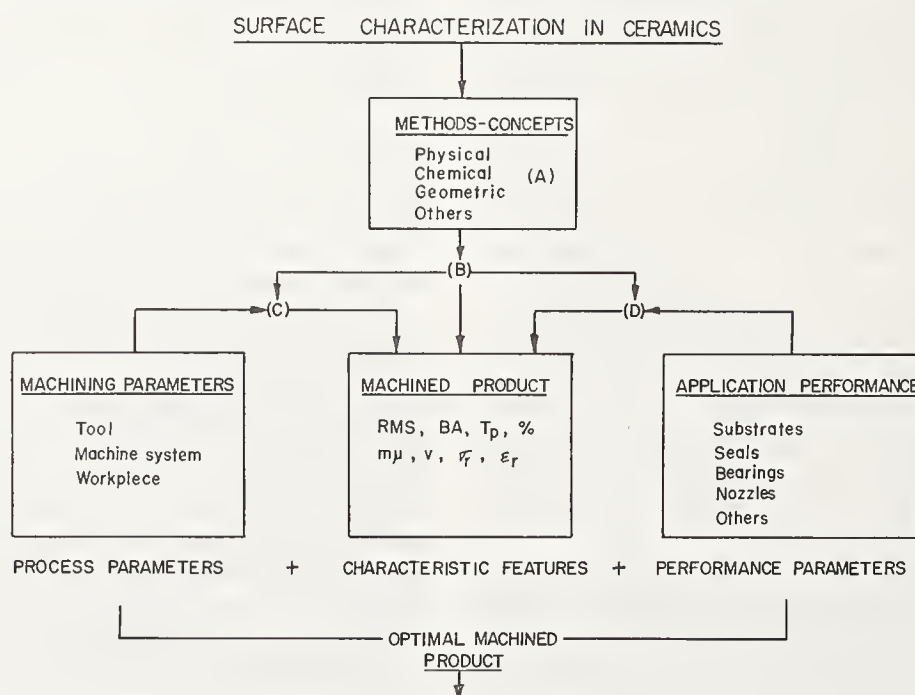 SURFACE CHARACTERIZATION IN CERAMICS
METHODS-CONCEPTS
Physical
Chemical (A)
Geometric
Others
(B)
(C)
(D)
MACHINING PARAMETERS
Tool
Machine system
Workpiece
MACHINED PRODUCT
RMS, BA, Tp, %
mμ, v, σr, εr
APPLICATION PERFORMANCE
Substrates
Seals
Bearings
Nozzles
Others
PROCESS PARAMETERS + CHARACTERISTIC FEATURES + PERFORMANCE PARAMETERS
OPTIMAL MACHINED
PRODUCT